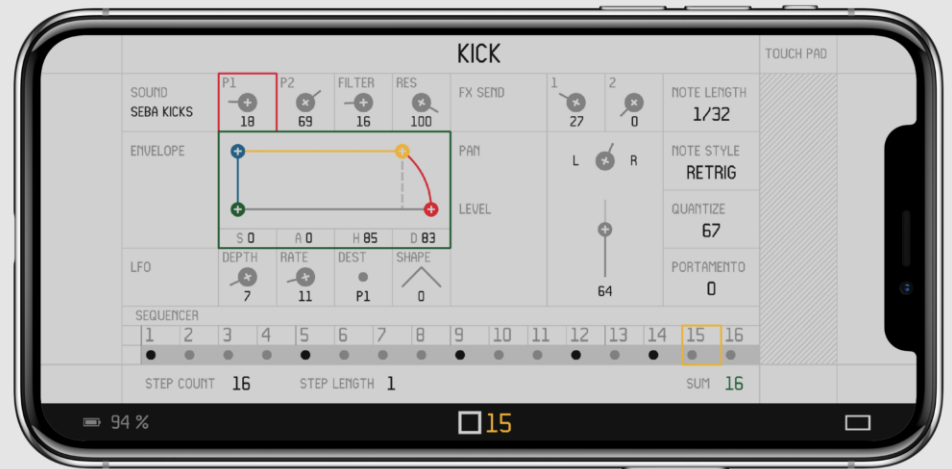 KICK
TOUCH PAD
SOUND
SEBA KICKS
P1
18
P2
69
FILTER
16
RES
100
FX SEND
1
27
2
0
NOTE LENGTH
1/32
ENVELOPE
S 0
A 0
H 85
D 83
PAN
L R
NOTE STYLE
RETRIG
LEVEL
64
QUANTIZE
67
LFO
DEPTH
7
RATE
11
DEST
P1
SHAPE
0
PORTAMENTO
0
SEQUENCER
1 2 3 4 5 6 7 8 9 10 11 12 13 14 15 16
STEP COUNT 16 STEP LENGTH 1 SUM 16
94 %
15